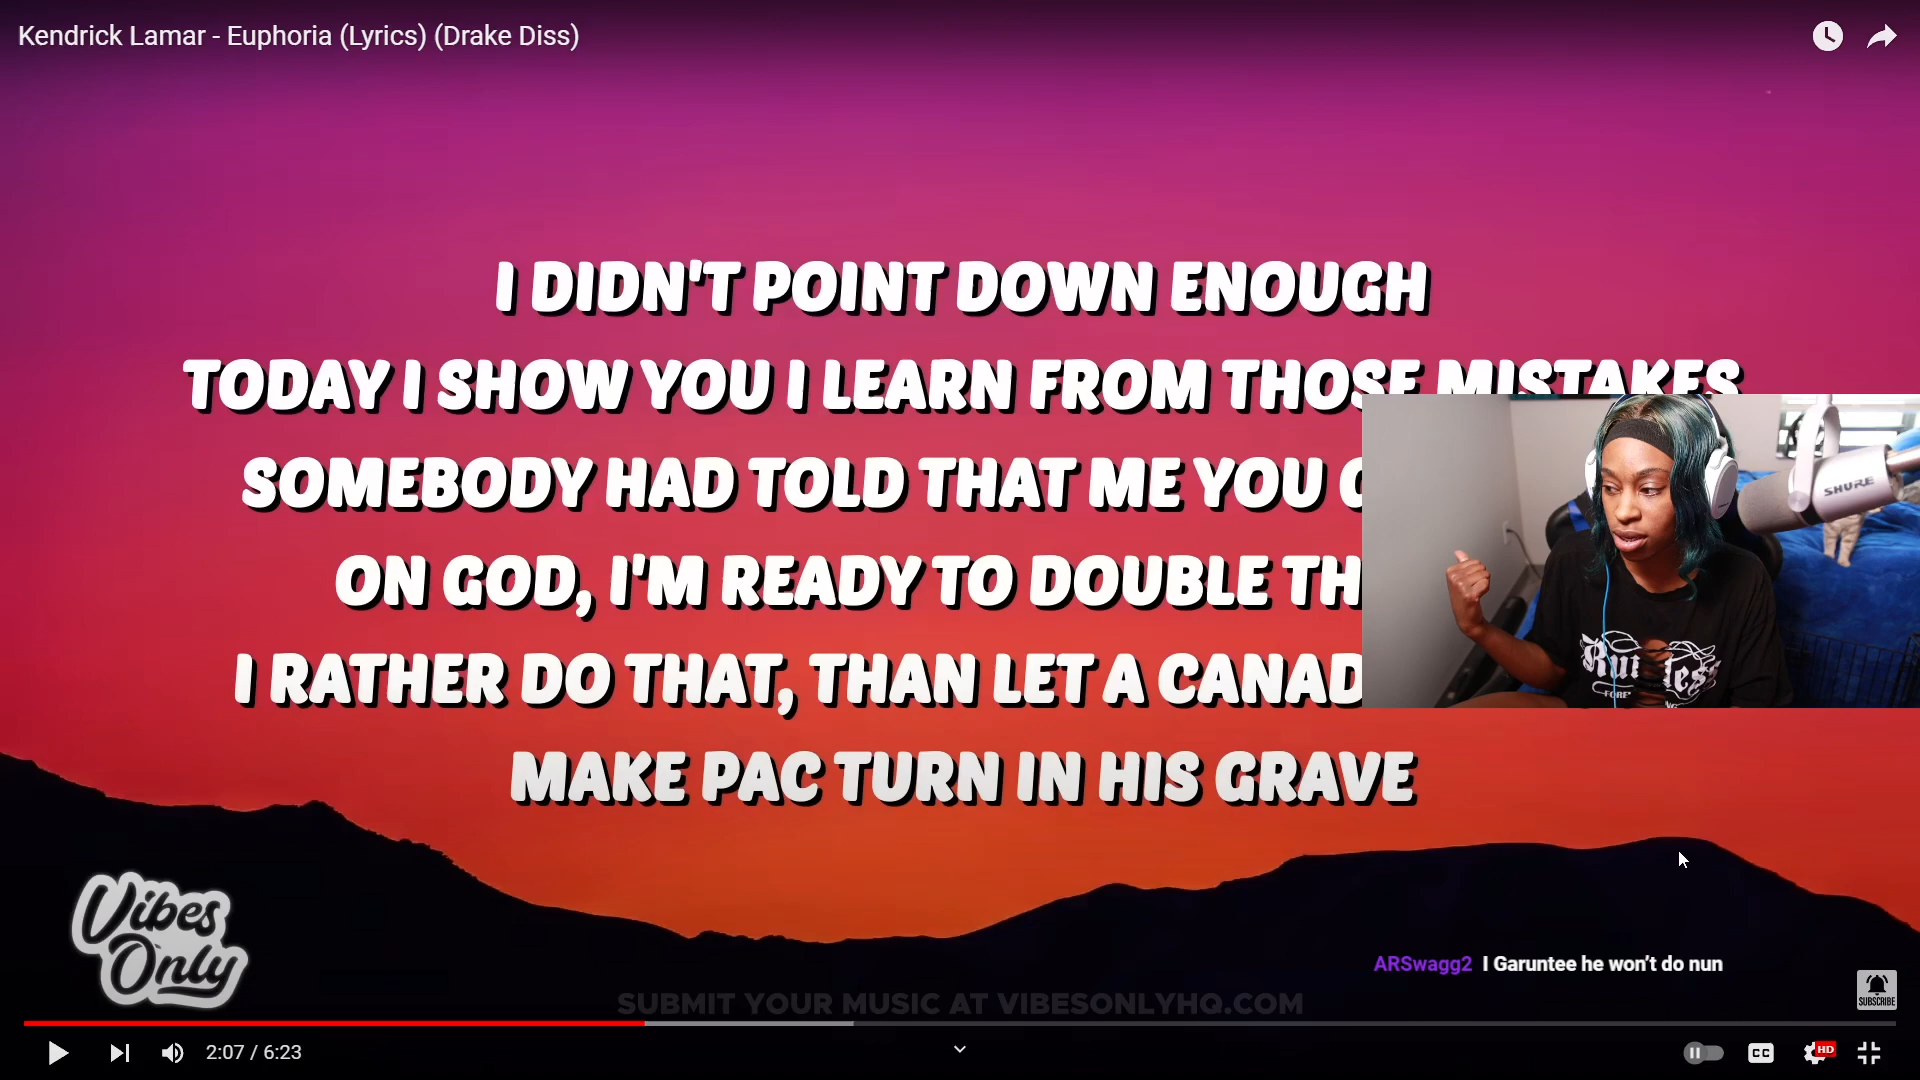 Kendrick Lamar - Euphoria (Lyrics) (Drake Diss)
I DIDN'T POINT DOWN ENOUGH
TODAY I SHOW YOU I LEARN FROM THOSE MISTAKES
SOMEBODY HAD TOLD THAT ME YOU
ON GOD, I'M READY TO DOUBLE
I RATHER DO THAT, THAN LET A
MAKE PAC TURN IN HIS GRAVE
SHURE
FORE
Vibes
Only
ARSwagg2 I Garuntee he won't do nun
SUBMIT YOUR MUSIC AT VIBESONLYHQ.COM
SUBSCRIBE
2:07 / 6:23
CC
HD